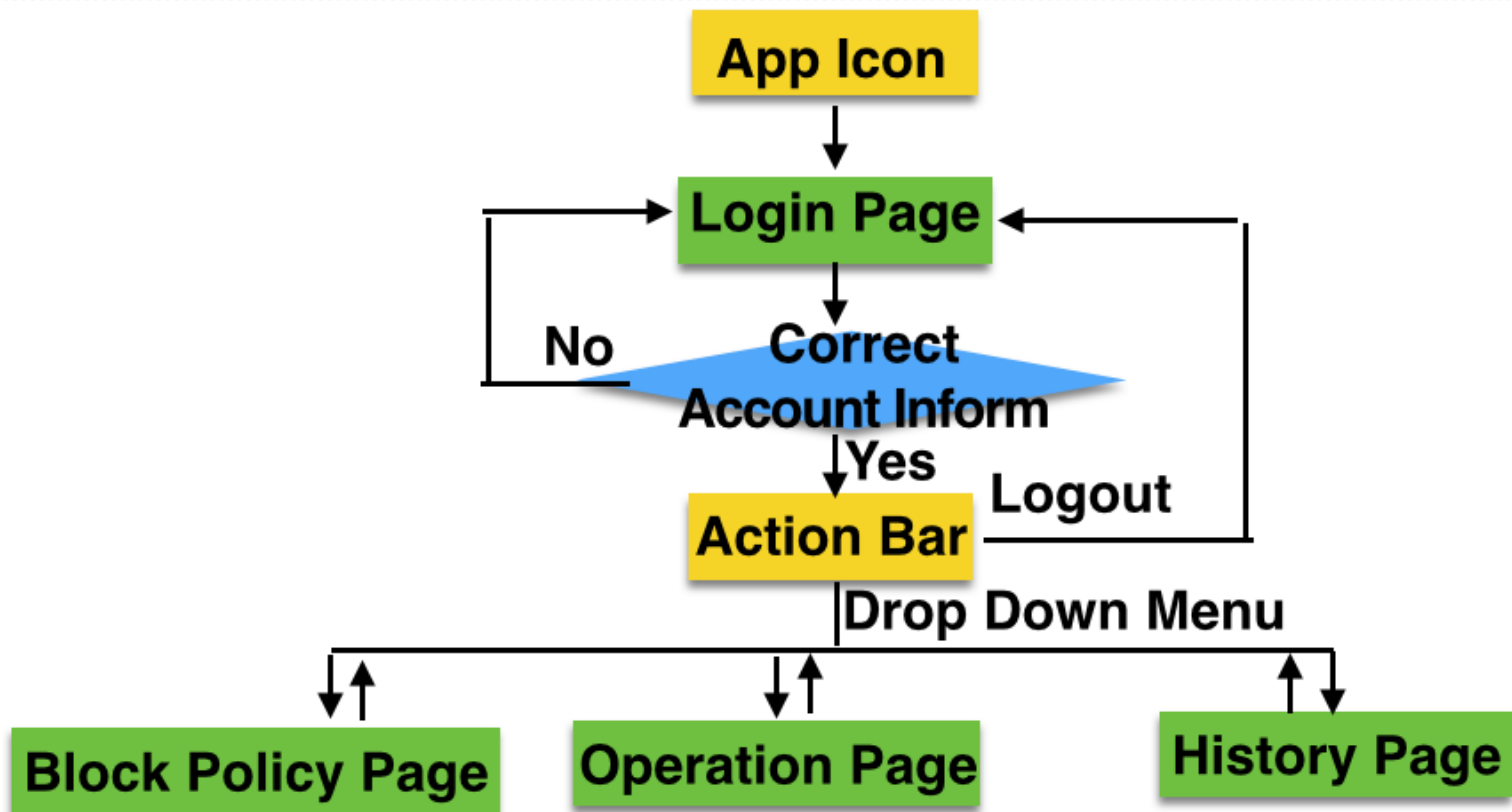 App Icon
Login Page
No
Correct
Account Inform
Yes
Logout
Action Bar
Drop Down Menu
Block Policy Page
Operation Page
History Page